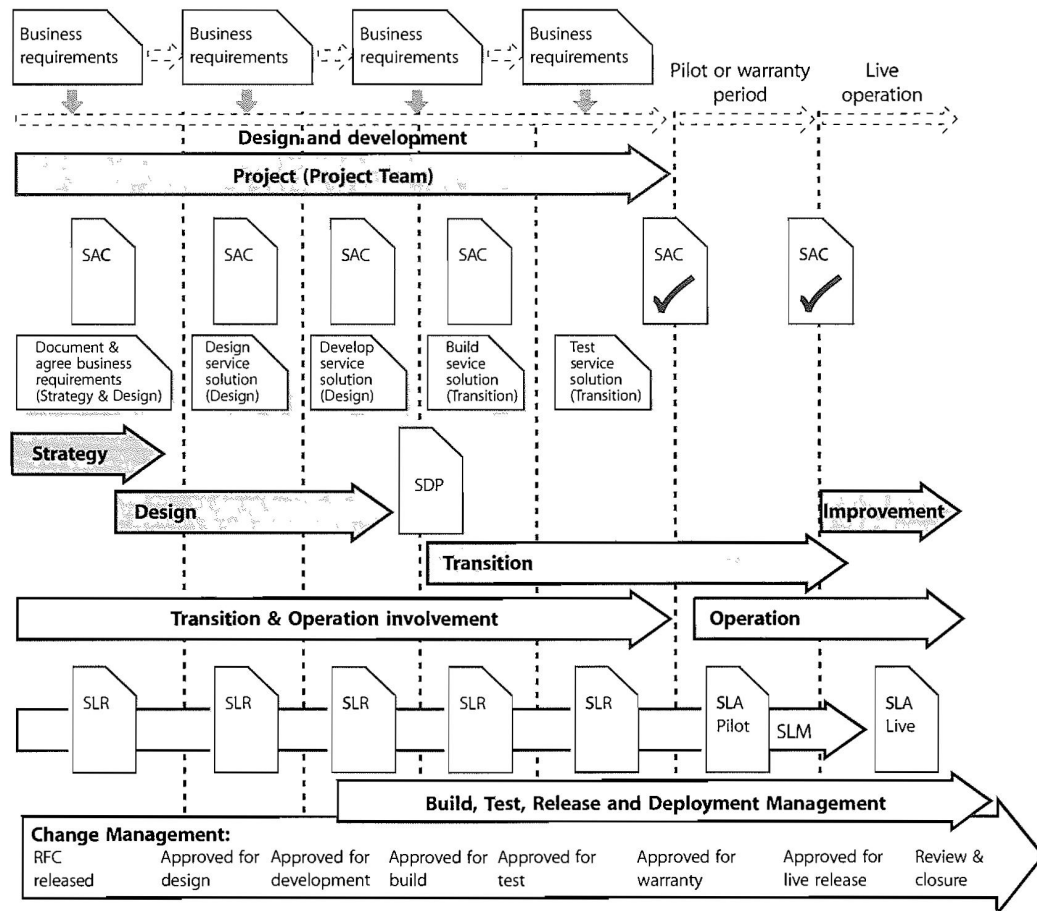 Business
requirements
Business
requirements
Business
requirements
Business
requirements
Pilot or warranty
period
Live
operation
Design and development
Project (Project Team)
SAC
SAC
SAC
SAC
SAC
SAC
Document &
agree business
requirements
(Strategy & Design)
Design
service
solution
(Design)
Develop
service
solution
(Design)
Build
sevice
solution
(Transition)
Test
service
solution
(Transition)
Strategy
SDP
Design
Improvement
Transition
Transition & Operation involvement
Operation
SLR
SLR
SLR
SLR
SLR
SLA
Pilot
SLM
SLA
Live
Build, Test, Release and Deployment Management
Change Management:
RFC
released
Approved for
design
Approved for
development
Approved for
build
Approved for
test
Approved for
warranty
Approved for
live release
Review &
closure